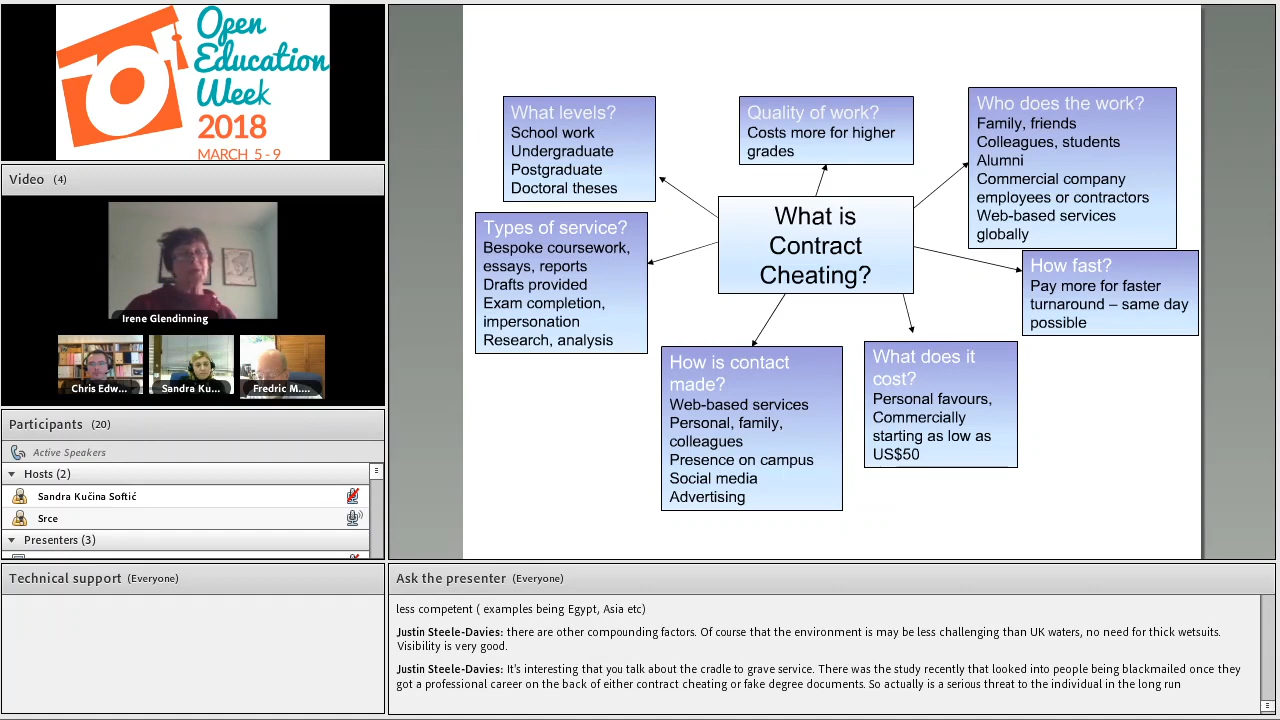 Open
Education
Week
2018
MARCH 5 - 9
Video (4)
Irene Glendinning
Chris Edw...
Sandra Ku...
Fredric M....
Participants (20)
Active Speakers
Hosts (2)
Sandra Kučina Softić
Srce
Presenters (3)
Technical support (Everyone)
What levels?
School work
Undergraduate
Postgraduate
Doctoral theses
Quality of work?
Costs more for higher
grades
Who does the work?
Family, friends
Colleagues, students
Alumni
Commercial company
employees or contractors
Web-based services
globally
Types of service?
Bespoke coursework,
essays, reports
Drafts provided
Exam completion,
impersonation
Research, analysis
What is
Contract
Cheating?
How fast?
Pay more for faster
turnaround – same day
possible
How is contact
made?
Web-based services
Personal, family,
colleagues
Presence on campus
Social media
Advertising
What does it
cost?
Personal favours,
Commercially
starting as low as
US$50
Ask the presenter (Everyone)
less competent ( examples being Egypt, Asia etc)
Justin Steele-Davies: there are other compounding factors. Of course that the environment is may be less challenging than UK waters, no need for thick wetsuits.
Visibility is very good.
Justin Steele-Davies: It's interesting that you talk about the cradle to grave service. There was the study recently that looked into people being blackmailed once they
got a professional career on the back of either contract cheating or fake degree documents. So actually is a serious threat to the individual in the long run